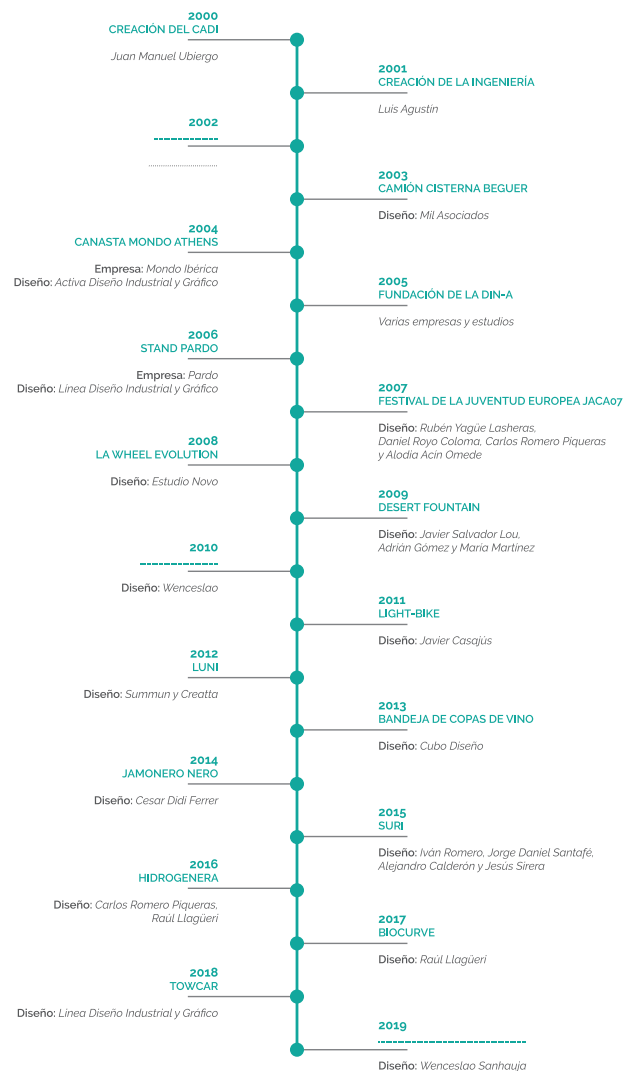 2000
CREACIÓN DEL CADI
Juan Manuel Ubiergo
2001
CREACIÓN DE LA INGENIERÍA
Luis Agustín
2002
---------------
................................
2003
CAMIÓN CISTERNA BEGUER
Diseño: Mil Asociados
2004
CANASTA MONDO ATHENS
Empresa: Mondo Ibérica
Diseño: Activa Diseño Industrial y Gráfico
2005
FUNDACIÓN DE LA DIN-A
Varias empresas y estudios
2006
STAND PARDO
Empresa: Pardo
Diseño: Línea Diseño Industrial y Gráfico
2007
FESTIVAL DE LA JUVENTUD EUROPEA JACA07
Diseño: Rubén Yagüe Lasheras,
Daniel Royo Coloma, Carlos Romero Piqueras
y Alodia Acín Omede
2008
LA WHEEL EVOLUTION
Diseño: Estudio Novo
2009
DESERT FOUNTAIN
Diseño: Javier Salvador Lou,
Adrián Gómez y María Martínez
2010
-----------------
Diseño: Wenceslao
2011
LIGHT-BIKE
Diseño: Javier Casajús
2012
LUNI
Diseño: Summun y Creatta
2013
BANDEJA DE COPAS DE VINO
Diseño: Cubo Diseño
2014
JAMONERO NERO
Diseño: Cesar Didi Ferrer
2015
SURI
Diseño: Iván Romero, Jorge Daniel Santafé,
Alejandro Calderón y Jesús Sirera
2016
HIDROGENERA
Diseño: Carlos Romero Piqueras,
Raúl Llagüeri
2017
BIOCURVE
Diseño: Raúl Llagüeri
2018
TOWCAR
Diseño: Línea Diseño Industrial y Gráfico
2019
-------------------------
Diseño: Wenceslao Sanhauja